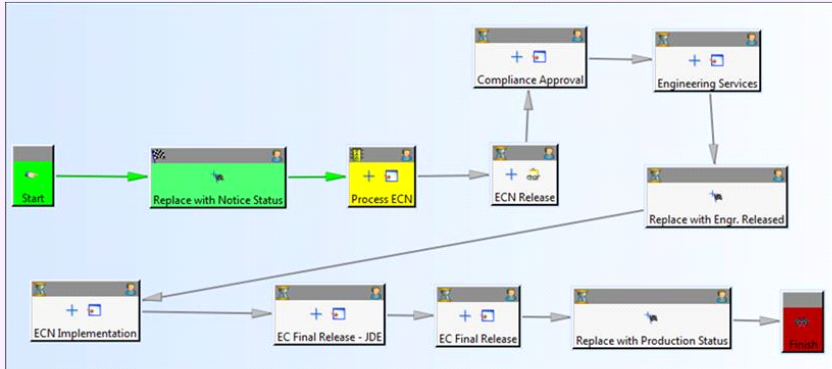 Start
Replace with Notice Status
Process ECN
ECN Release
Compliance Approval
Engineering Services
Replace with Engr. Released
ECN Implementation
EC Final Release - JDE
EC Final Release
Replace with Production Status
Finish